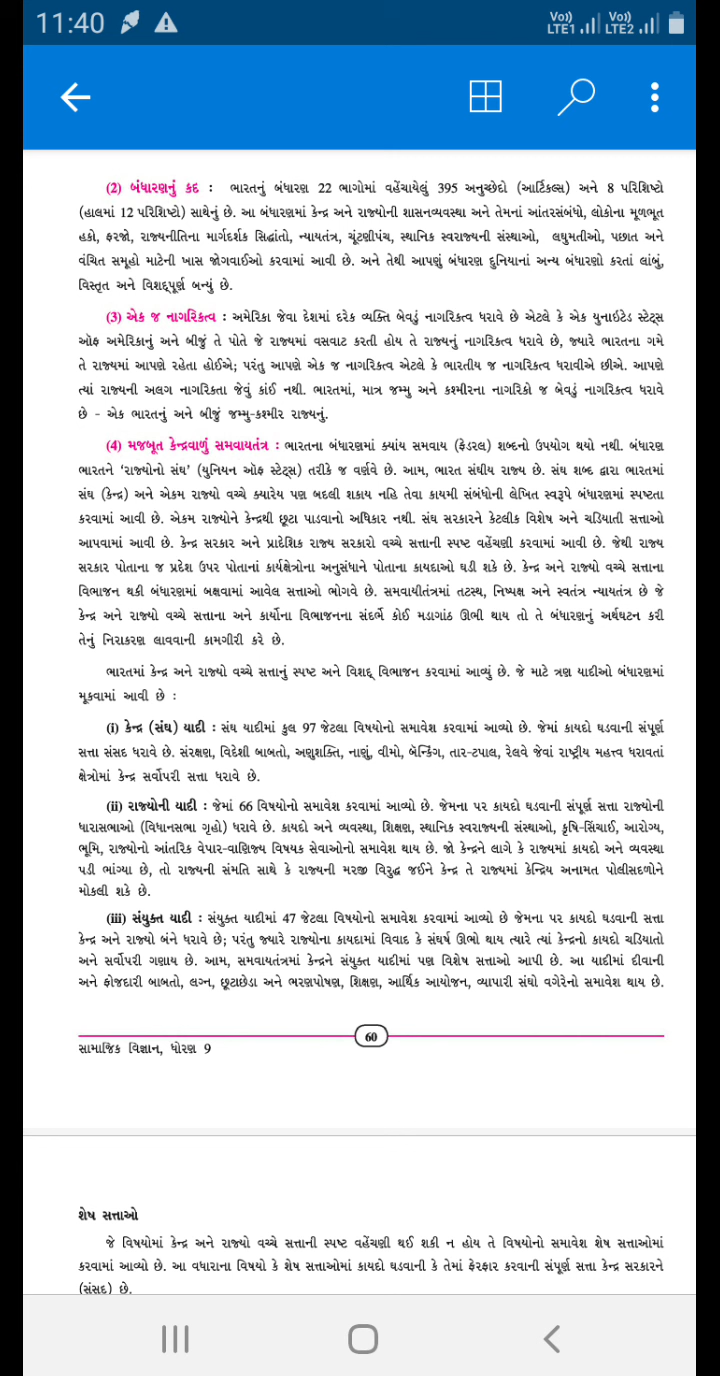 11:40
Vo)) LTE1 Vo)) LTE2
(2) બંધારણનું કદ : ભારતનું બંધારણ 22 ભાગોમાં વહેંચાયેલું 395 અનુચ્છેદો (આર્ટિકલ્સ) અને 8 પરિશિષ્ટો
(હાલમાં 12 પરિશિષ્ટો) સાથેનું છે. આ બંધારણમાં કેન્દ્ર અને રાજ્યોની શાસનવ્યવસ્થા અને તેમનાં આંતરસંબંધો, લોકોના મૂળભૂત
હકો, ફરજો, રાજ્યનીતિના માર્ગદર્શક સિદ્ધાંતો, ન્યાયતંત્ર, ચૂંટણીપંચ, સ્થાનિક સ્વરાજ્યની સંસ્થાઓ, લઘુમતીઓ, પછાત અને
વંચિત સમૂહો માટેની ખાસ જોગવાઈઓ કરવામાં આવી છે. અને તેથી આપણું બંધારણ દુનિયાનાં અન્ય બંધારણો કરતાં લાંબું,
વિસ્તૃત અને વિશદ્પૂર્ણ બન્યું છે.
(3) એક જ નાગરિકત્વ : અમેરિકા જેવા દેશમાં દરેક વ્યક્તિ બેવડું નાગરિકત્વ ધરાવે છે એટલે કે એક યુનાઇટેડ સ્ટેટ્સ
ઑફ અમેરિકાનું અને બીજું તે પોતે જે રાજ્યમાં વસવાટ કરતી હોય તે રાજ્યનું નાગરિકત્વ ધરાવે છે, જ્યારે ભારતના ગમે
તે રાજ્યમાં આપણે રહેતા હોઈએ; પરંતુ આપણે એક જ નાગરિકત્વ એટલે કે ભારતીય જ નાગરિકત્વ ધરાવીએ છીએ. આપણે
ત્યાં રાજ્યની અલગ નાગરિકતા જેવું કાંઈ નથી. ભારતમાં, માત્ર જમ્મુ અને કશ્મીરના નાગરિકો જ બેવડું નાગરિકત્વ ધરાવે
છે - એક ભારતનું અને બીજું જમ્મુ-કશ્મીર રાજ્યનું.
(4) મજબૂત કેન્દ્રવાળું સમવાયતંત્ર : ભારતના બંધારણમાં ક્યાંય સમવાય (ફેડરલ) શબ્દનો ઉપયોગ થયો નથી. બંધારણ
ભારતને ‘રાજ્યોનો સંઘ’ (યુનિયન ઑફ સ્ટેટ્સ) તરીકે જ વર્ણવે છે. આમ, ભારત સંઘીય રાજ્ય છે. સંઘ શબ્દ દ્વારા ભારતમાં
સંઘ (કેન્દ્ર) અને એકમ રાજ્યો વચ્ચે ક્યારેય પણ બદલી શકાય નહિ તેવા કાયમી સંબંધોની લેખિત સ્વરૂપે બંધારણમાં સ્પષ્ટતા
કરવામાં આવી છે. એકમ રાજ્યોને કેન્દ્રથી છૂટા પાડવાનો અધિકાર નથી. સંઘ સરકારને કેટલીક વિશેષ અને ચડિયાતી સત્તાઓ
આપવામાં આવી છે. કેન્દ્ર સરકાર અને પ્રાદેશિક રાજ્ય સરકારો વચ્ચે સત્તાની સ્પષ્ટ વહેંચણી કરવામાં આવી છે. જેથી રાજ્ય
સરકાર પોતાના જ પ્રદેશ ઉપર પોતાનાં કાર્યક્ષેત્રોના અનુસંધાને પોતાના કાયદાઓ ઘડી શકે છે. કેન્દ્ર અને રાજ્યો વચ્ચે સત્તાના
વિભાજન થકી બંધારણમાં બક્ષવામાં આવેલ સત્તાઓ ભોગવે છે. સમવાયીતંત્રમાં તટસ્થ, નિષ્પક્ષ અને સ્વતંત્ર ન્યાયતંત્ર છે જે
કેન્દ્ર અને રાજ્યો વચ્ચે સત્તાના અને કાર્યોના વિભાજનના સંદર્ભે કોઈ મડાગાંઠ ઊભી થાય તો તે બંધારણનું અર્થઘટન કરી
તેનું નિરાકરણ લાવવાની કામગીરી કરે છે.
ભારતમાં કેન્દ્ર અને રાજ્યો વચ્ચે સત્તાનું સ્પષ્ટ અને વિશદ્ વિભાજન કરવામાં આવ્યું છે. જે માટે ત્રણ યાદીઓ બંધારણમાં
મૂકવામાં આવી છે :
(i) કેન્દ્ર (સંઘ) યાદી : સંઘ યાદીમાં કુલ 97 જેટલા વિષયોનો સમાવેશ કરવામાં આવ્યો છે. જેમાં કાયદો ઘડવાની સંપૂર્ણ
સત્તા સંસદ ધરાવે છે. સંરક્ષણ, વિદેશી બાબતો, અણુશક્તિ, નાણું, વીમો, બૅન્કિંગ, તાર-ટપાલ, રેલવે જેવાં રાષ્ટ્રીય મહત્ત્વ ધરાવતાં
ક્ષેત્રોમાં કેન્દ્ર સર્વોપરી સત્તા ધરાવે છે.
(ii) રાજ્યોની યાદી : જેમાં 66 વિષયોનો સમાવેશ કરવામાં આવ્યો છે. જેમના પર કાયદો ઘડવાની સંપૂર્ણ સત્તા રાજ્યોની
ધારાસભાઓ (વિધાનસભા ગૃહો) ધરાવે છે. કાયદો અને વ્યવસ્થા, શિક્ષણ, સ્થાનિક સ્વરાજ્યની સંસ્થાઓ, કૃષિ-સિંચાઈ, આરોગ્ય,
ભૂમિ, રાજ્યોનો આંતરિક વેપાર-વાણિજ્ય વિષયક સેવાઓનો સમાવેશ થાય છે. જો કેન્દ્રને લાગે કે રાજ્યમાં કાયદો અને વ્યવસ્થા
પડી ભાંગ્યા છે, તો રાજ્યની સંમતિ સાથે કે રાજ્યની મરજી વિરુદ્ધ જઈને કેન્દ્ર તે રાજ્યમાં કેન્દ્રિય અનામત પોલીસદળોને
મોકલી શકે છે.
(iii) સંયુક્ત યાદી : સંયુક્ત યાદીમાં 47 જેટલા વિષયોનો સમાવેશ કરવામાં આવ્યો છે જેમના પર કાયદો ઘડવાની સત્તા
કેન્દ્ર અને રાજ્યો બંને ધરાવે છે; પરંતુ જ્યારે રાજ્યોના કાયદામાં વિવાદ કે સંઘર્ષ ઊભો થાય ત્યારે ત્યાં કેન્દ્રનો કાયદો ચડિયાતો
અને સર્વોપરી ગણાય છે. આમ, સમવાયતંત્રમાં કેન્દ્રને સંયુક્ત યાદીમાં પણ વિશેષ સત્તાઓ આપી છે. આ યાદીમાં દીવાની
અને ફોજદારી બાબતો, લગ્ન, છૂટાછેડા અને ભરણપોષણ, શિક્ષણ, આર્થિક આયોજન, વ્યાપારી સંઘો વગેરેનો સમાવેશ થાય છે.
60
સામાજિક વિજ્ઞાન, ધોરણ 9
શેષ સત્તાઓ
જે વિષયોમાં કેન્દ્ર અને રાજ્યો વચ્ચે સત્તાની સ્પષ્ટ વહેંચણી થઈ શકી ન હોય તે વિષયોનો સમાવેશ શેષ સત્તાઓમાં
કરવામાં આવ્યો છે. આ વધારાના વિષયો કે શેષ સત્તાઓમાં કાયદો ઘડવાની કે તેમાં ફેરફાર કરવાની સંપૂર્ણ સત્તા કેન્દ્ર સરકારને
(સંસદ) છે.